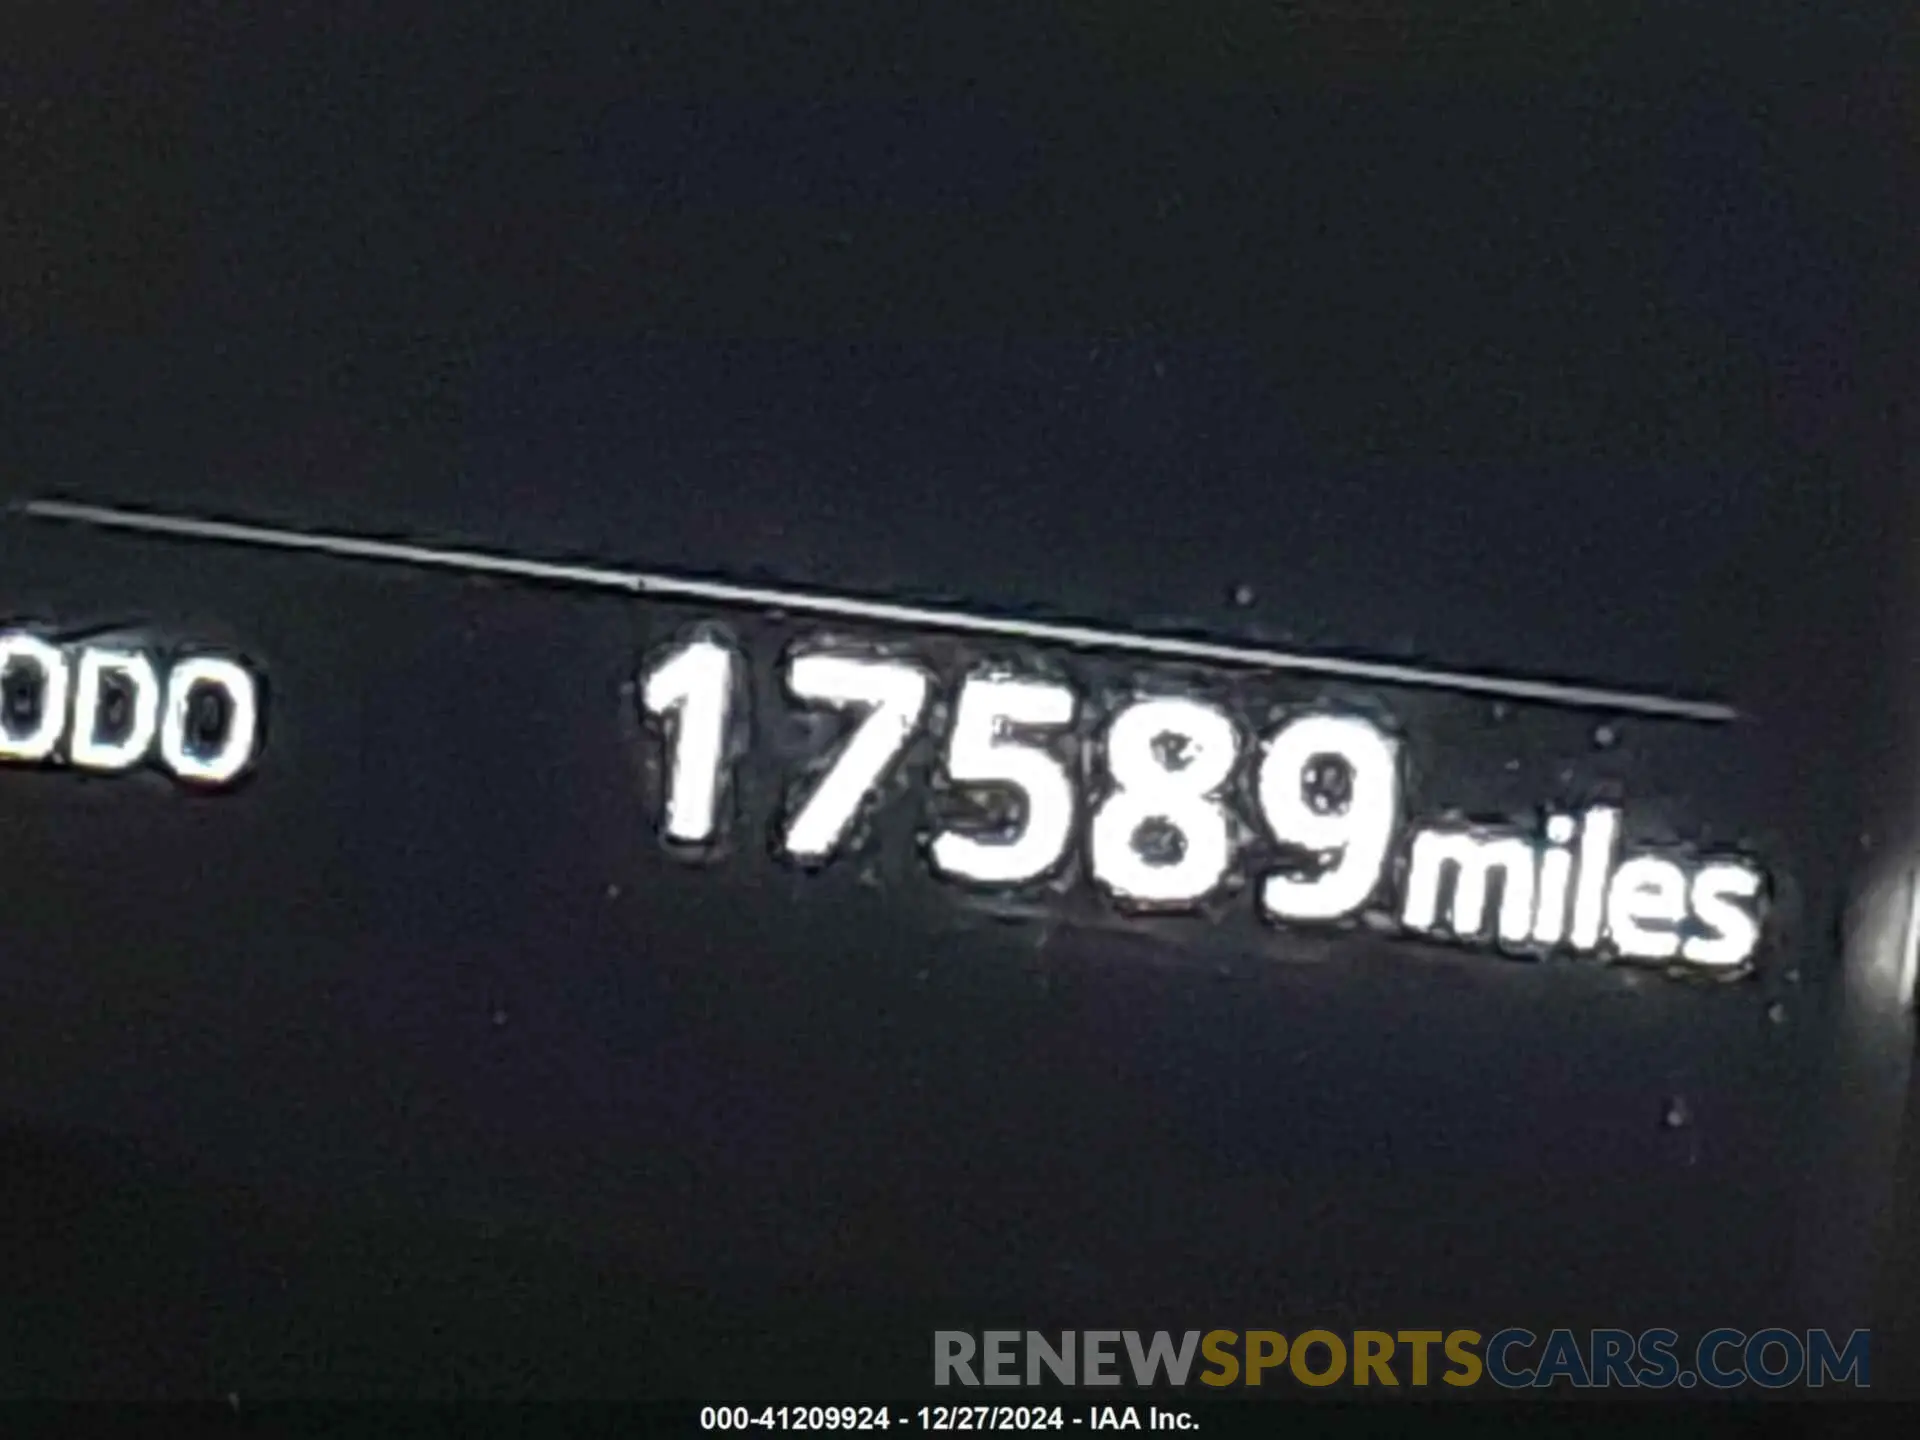 ODO 17589 miles
RENEWSPORTSCARS.COM
000-41209924 - 12/27/2024 - IAA Inc.